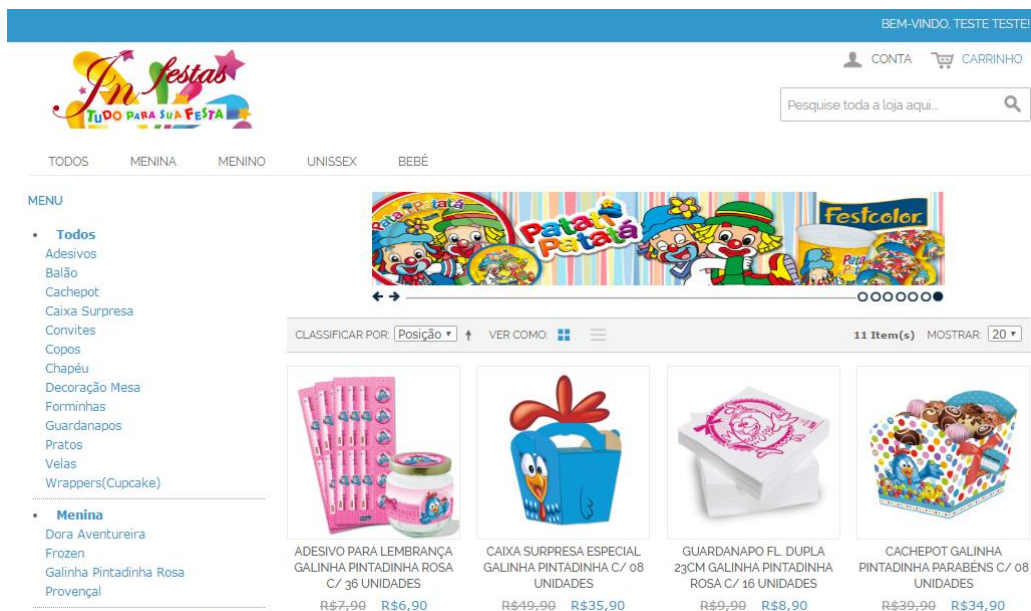 BEM-VINDO, TESTE TESTE!
Jn festas
TUDO PARA SUA FESTA
CONTA CARRINHO
Pesquise toda a loja aqui...
TODOS MENINA MENINO UNISSEX BEBÊ
MENU
Todos
Adesivos
Balão
Cachepot
Caixa Surpresa
Convites
Copos
Chapéu
Decoração Mesa
Forminhas
Guardanapos
Pratos
Velas
Wrappers(Cupcake)
Menina
Dora Aventureira
Frozen
Galinha Pintadinha Rosa
Provençal
Patati
Patatá
Festcolor
CLASSIFICAR POR: Posição VER COMO: 11 Item(s) MOSTRAR: 20
ADESIVO PARA LEMBRANÇA
GALINHA PINTADINHA ROSA
C/ 36 UNIDADES
R$7,90 R$6,90
CAIXA SURPRESA ESPECIAL
GALINHA PINTADINHA C/ 08
UNIDADES
R$49,90 R$35,90
GUARDANAPO FL. DUPLA
23CM GALINHA PINTADINHA
ROSA C/ 16 UNIDADES
R$9,90 R$8,90
CACHEPOT GALINHA
PINTADINHA PARABÉNS C/ 08
UNIDADES
R$39,90 R$34,90